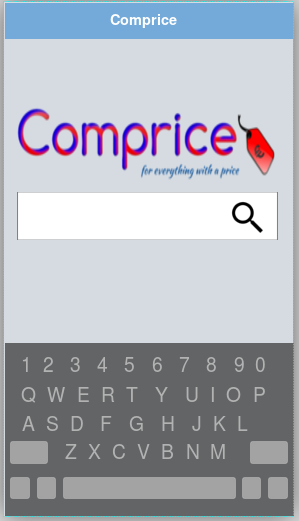 Comprice
Comprice
for everything with a price
1 2 3 4 5 6 7 8 9 0
Q W E R T Y U I O P
A S D F G H J K L
Z X C V B N M